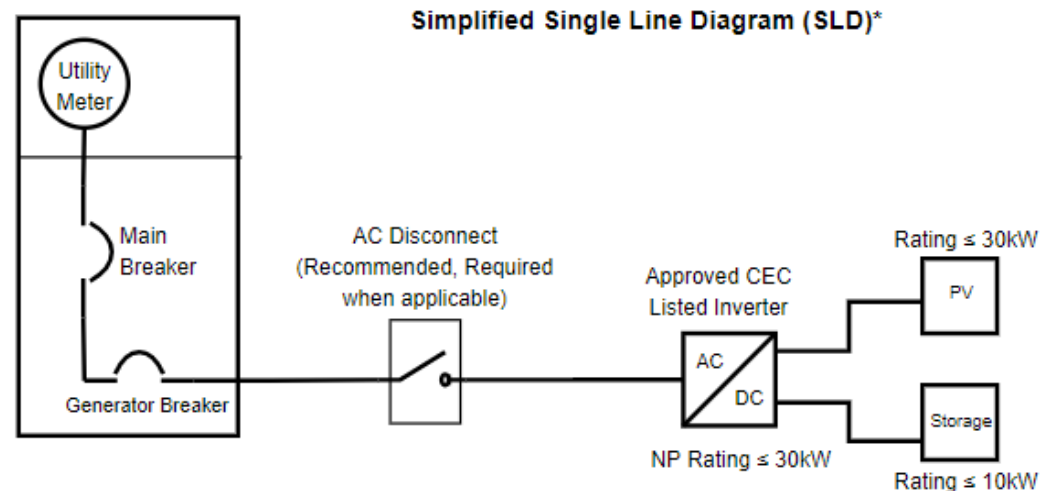 Simplified Single Line Diagram (SLD)*
Utility
Meter
Main
Breaker
Generator Breaker
AC Disconnect
(Recommended, Required
when applicable)
Approved CEC
Listed Inverter
AC
DC
NP Rating ≤ 30kW
Rating ≤ 30kW
PV
Storage
Rating ≤ 10kW